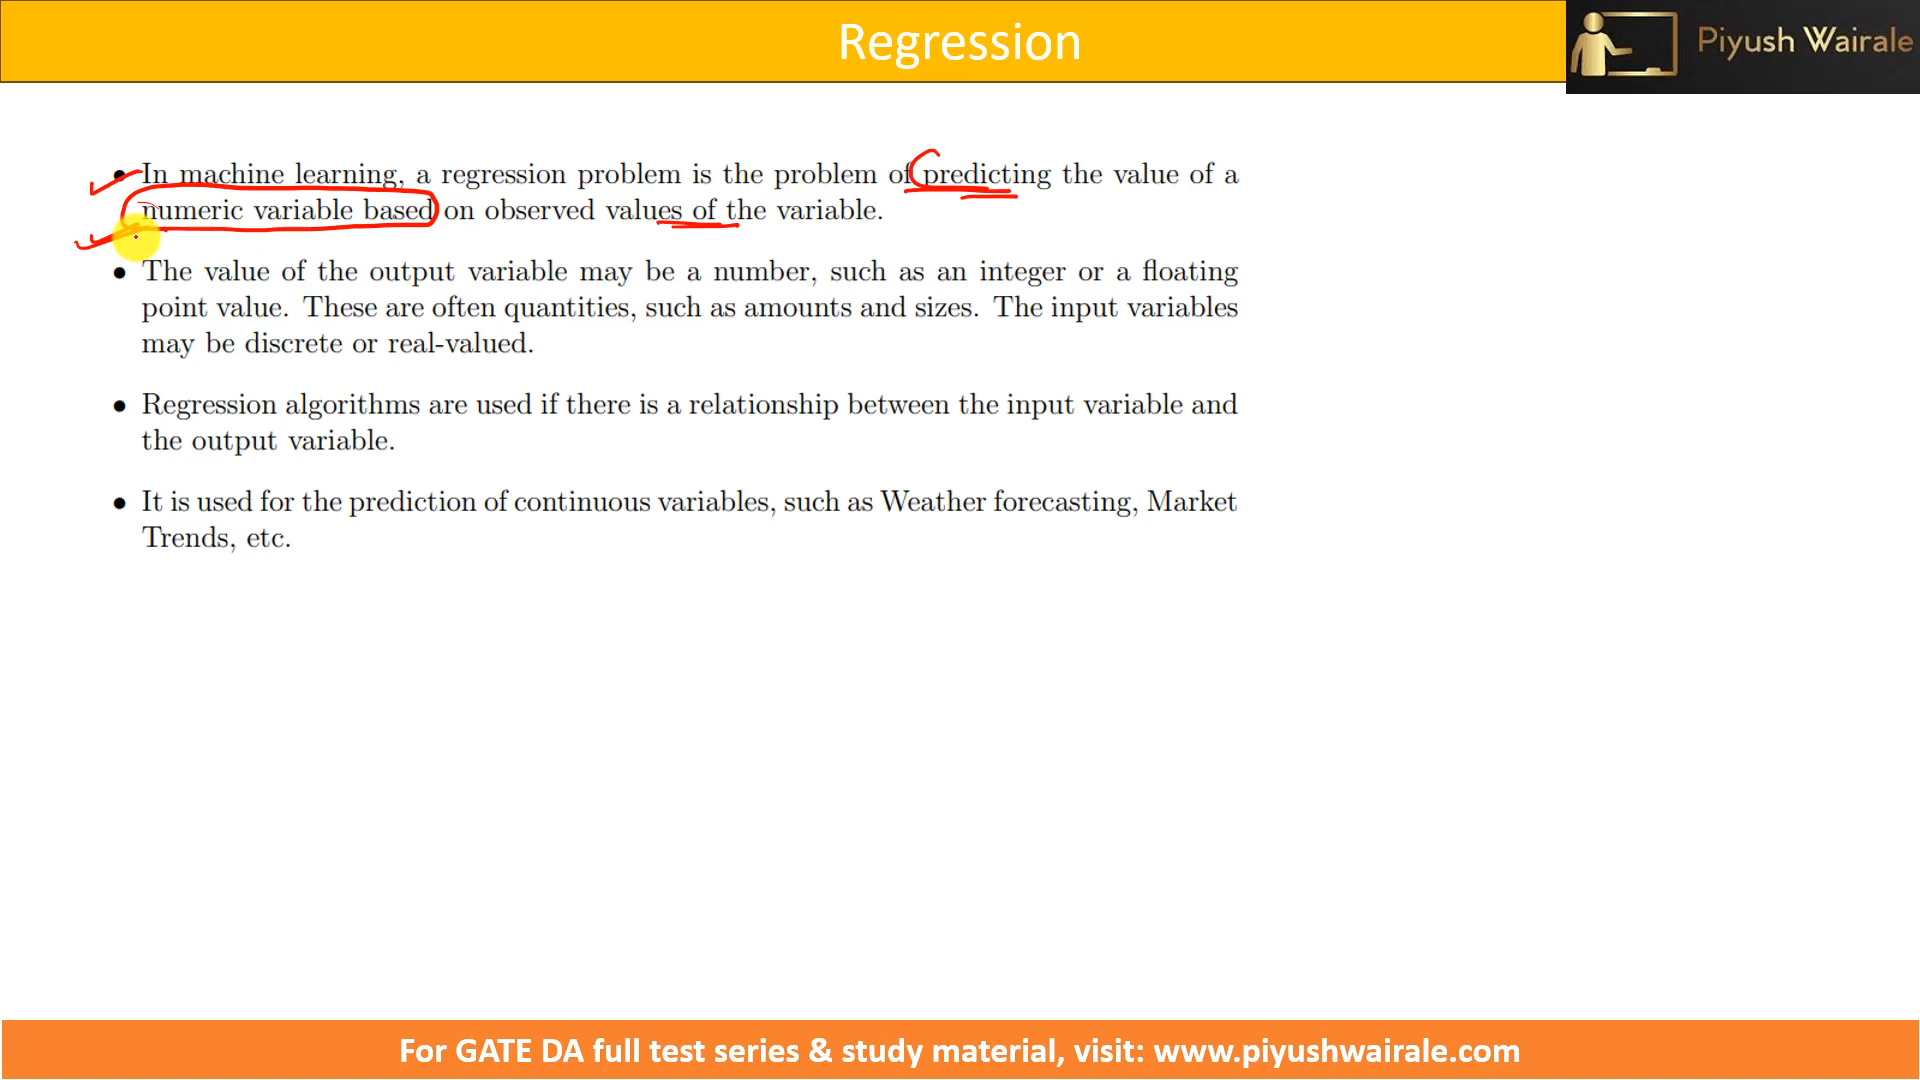 Regression
Piyush Wairale
• In machine learning, a regression problem is the problem of predicting the value of a
numeric variable based on observed values of the variable.
• The value of the output variable may be a number, such as an integer or a floating
point value. These are often quantities, such as amounts and sizes. The input variables
may be discrete or real-valued.
• Regression algorithms are used if there is a relationship between the input variable and
the output variable.
• It is used for the prediction of continuous variables, such as Weather forecasting, Market
Trends, etc.
For GATE DA full test series & study material, visit: www.piyushwairale.com